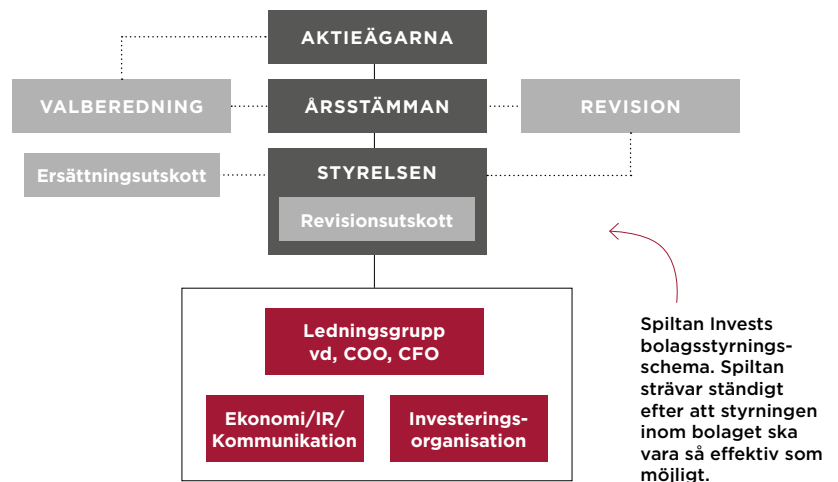 AKTIEÄGARNA
VALBEREDNING
ÅRSSTÄMMAN
REVISION
Ersättningsutskott
STYRELSEN
Revisionsutskott
Ledningsgrupp
vd, COO, CFO
Ekonomi/IR/
Kommunikation
Investerings-
organisation
Spiltan Invests
bolagsstyrnings-
schema. Spiltan
strävar ständigt
efter att styrningen
inom bolaget ska
vara så effektiv som
möjligt.